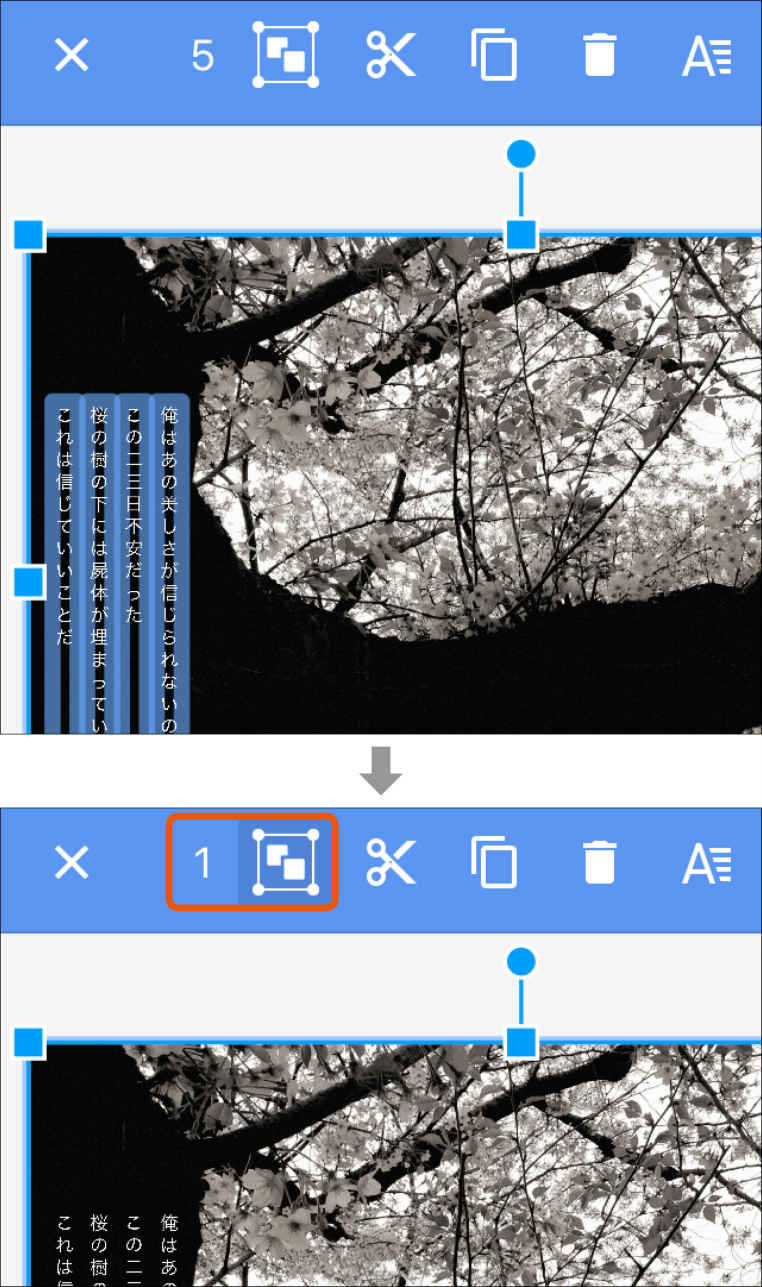 5
俺はあの美しさが信じられないの
この二三日不安だった
桜の樹の下には屍体が埋まってい
これは信じていいことだ
1
俺はあの
この二三
桜の樹の
これは信